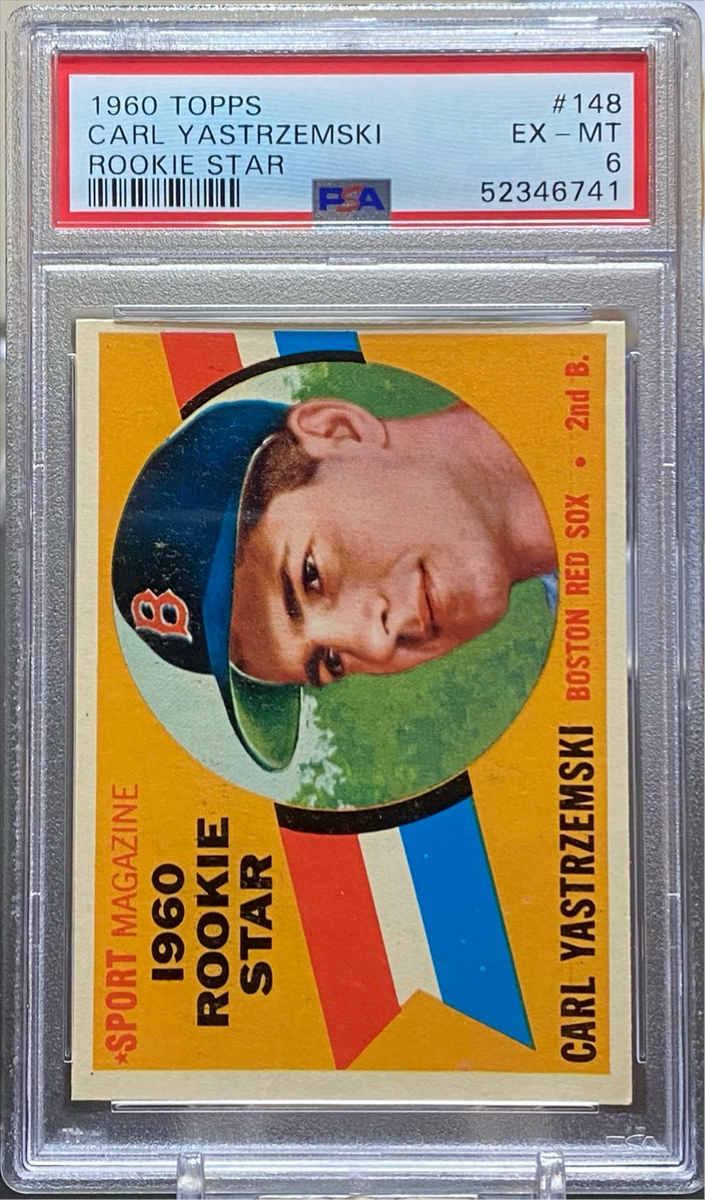 1960 TOPPS #148
CARL YASTRZEMSKI EX - MT
ROOKIE STAR 6
PSA 52346741
★SPORT MAGAZINE
1960
ROOKIE
STAR
B
CARL YASTRZEMSKI BOSTON RED SOX • 2nd B.
PSA